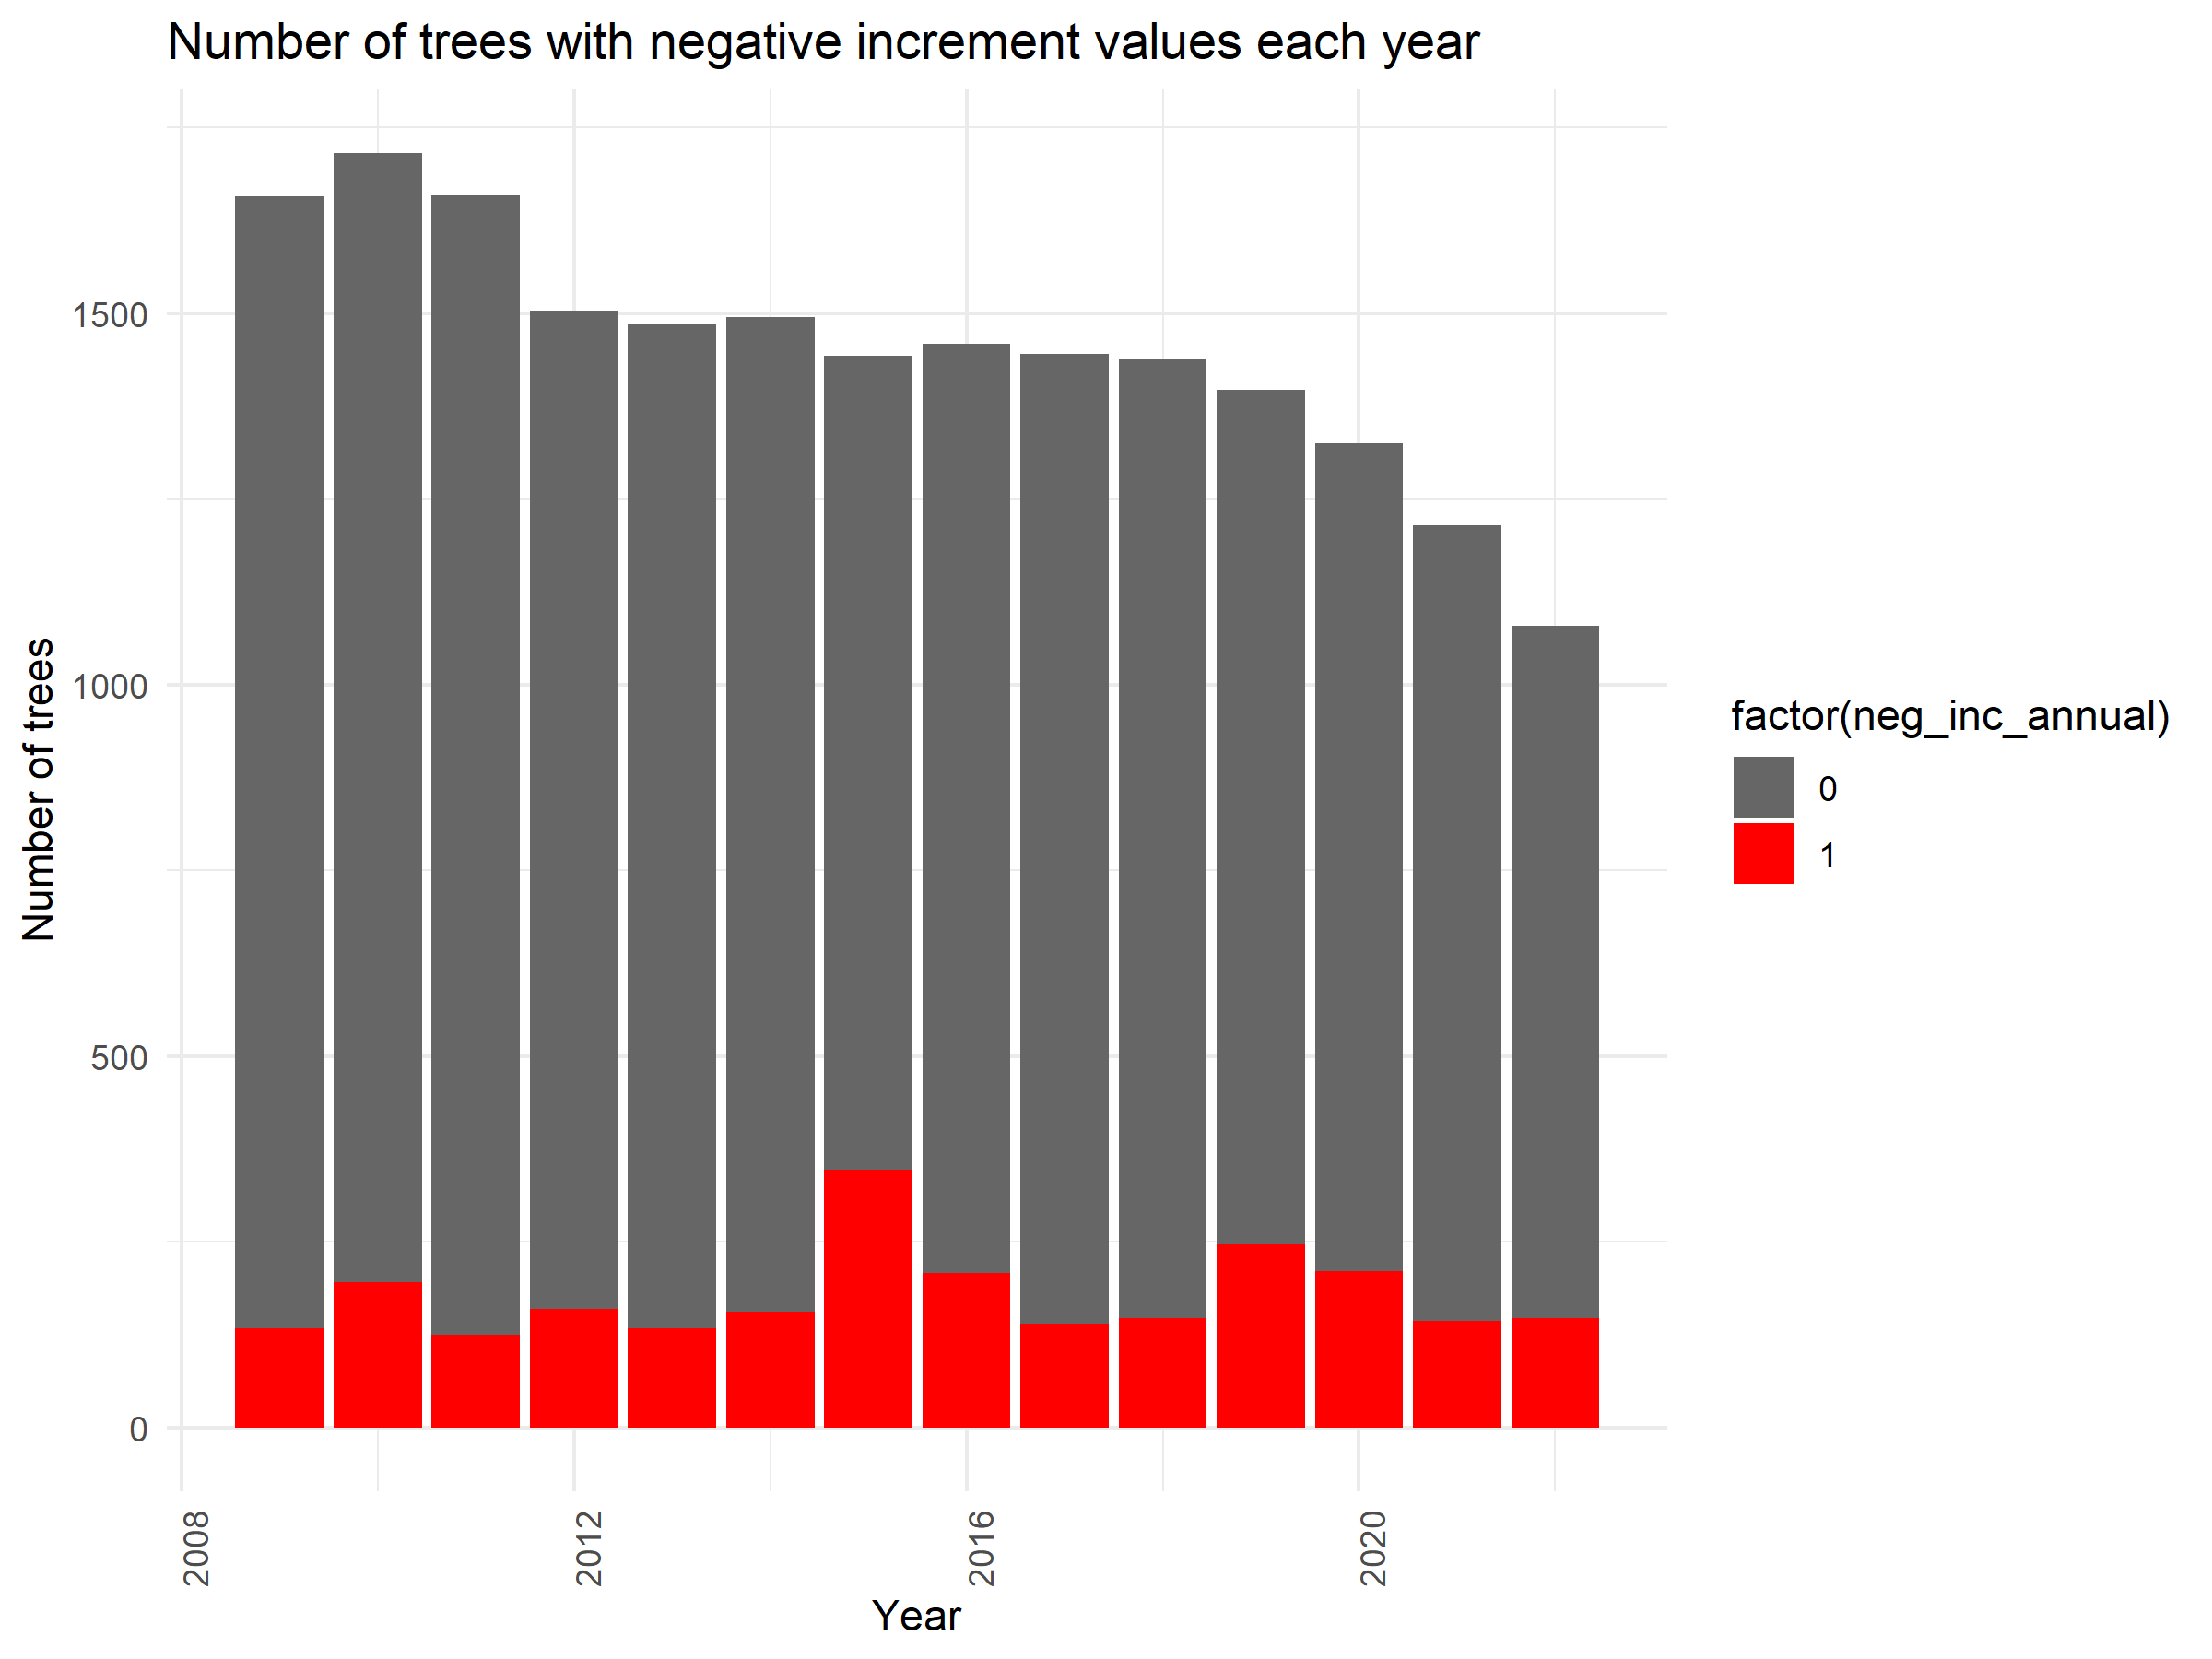 Number of trees with negative increment values each year
Number of trees
1500
1000
500
0
2008
2012
2016
2020
Year
factor(neg_inc_annual)
0
1